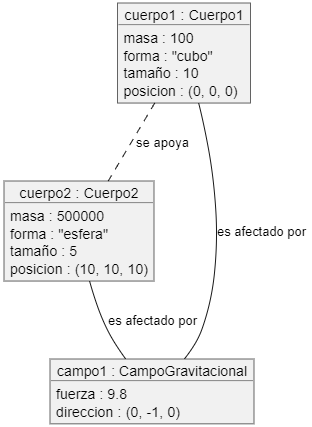 cuerpo1 : Cuerpo1
masa : 100
forma : "cubo"
tamaño : 10
posicion : (0, 0, 0)
se apoya
cuerpo2 : Cuerpo2
masa : 500000
forma : "esfera"
tamaño : 5
posicion : (10, 10, 10)
es afectado por
es afectado por
campo1 : CampoGravitacional
fuerza : 9.8
direccion : (0, -1, 0)